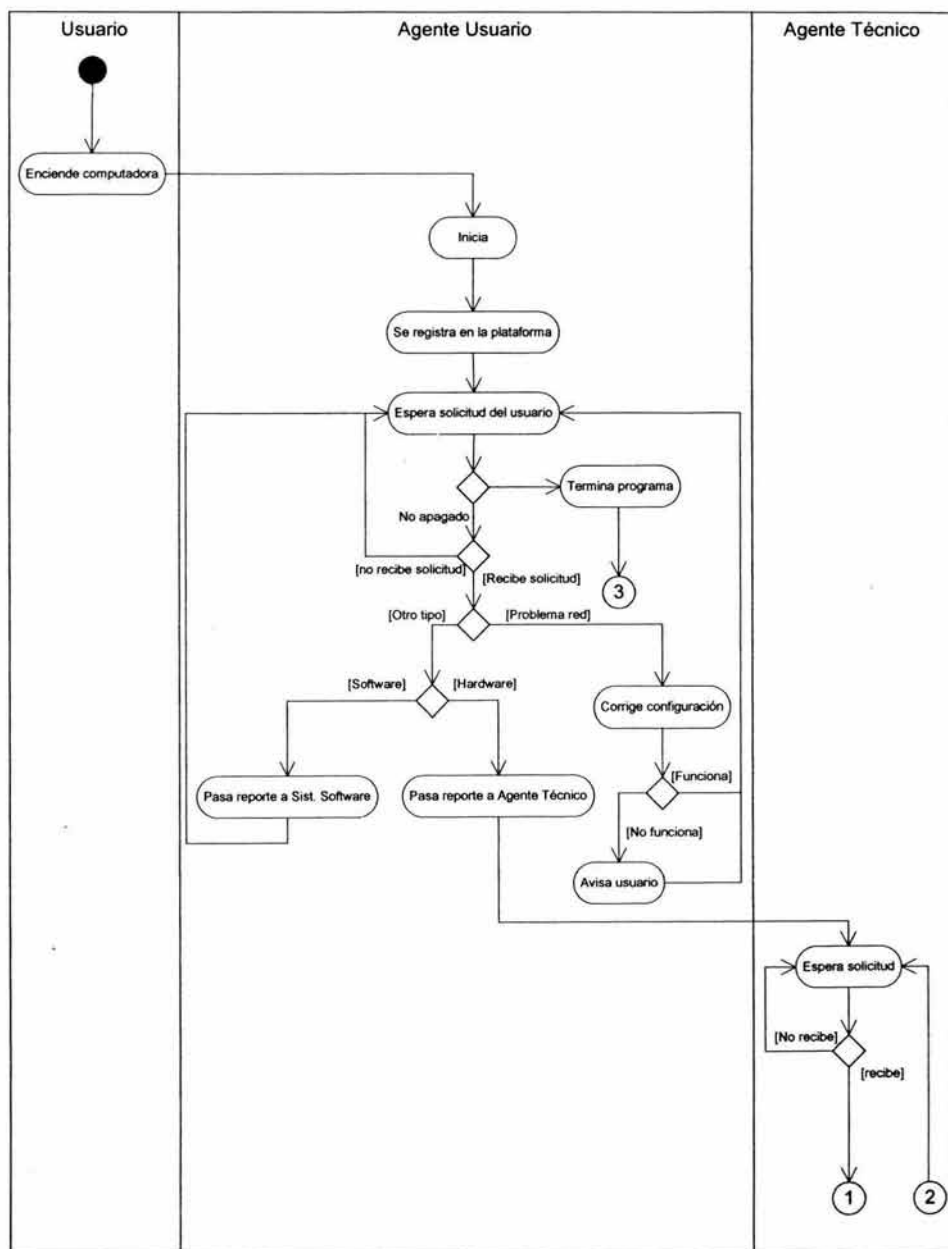 Usuario
Agente Usuario
Agente Técnico
Enciende computadora
Inicia
Se registra en la plataforma
Espera solicitud del usuario
Termina programa
No apagado
[no recibe solicitud]
[Recibe solicitud]
3
[Otro tipo]
[Problema red]
[Software]
[Hardware]
Corrige configuración
[Funciona]
Pasa reporte a Sist. Software
Pasa reporte a Agente Técnico
[No funciona]
Avisa usuario
Espera solicitud
[No recibe]
[recibe]
1
2